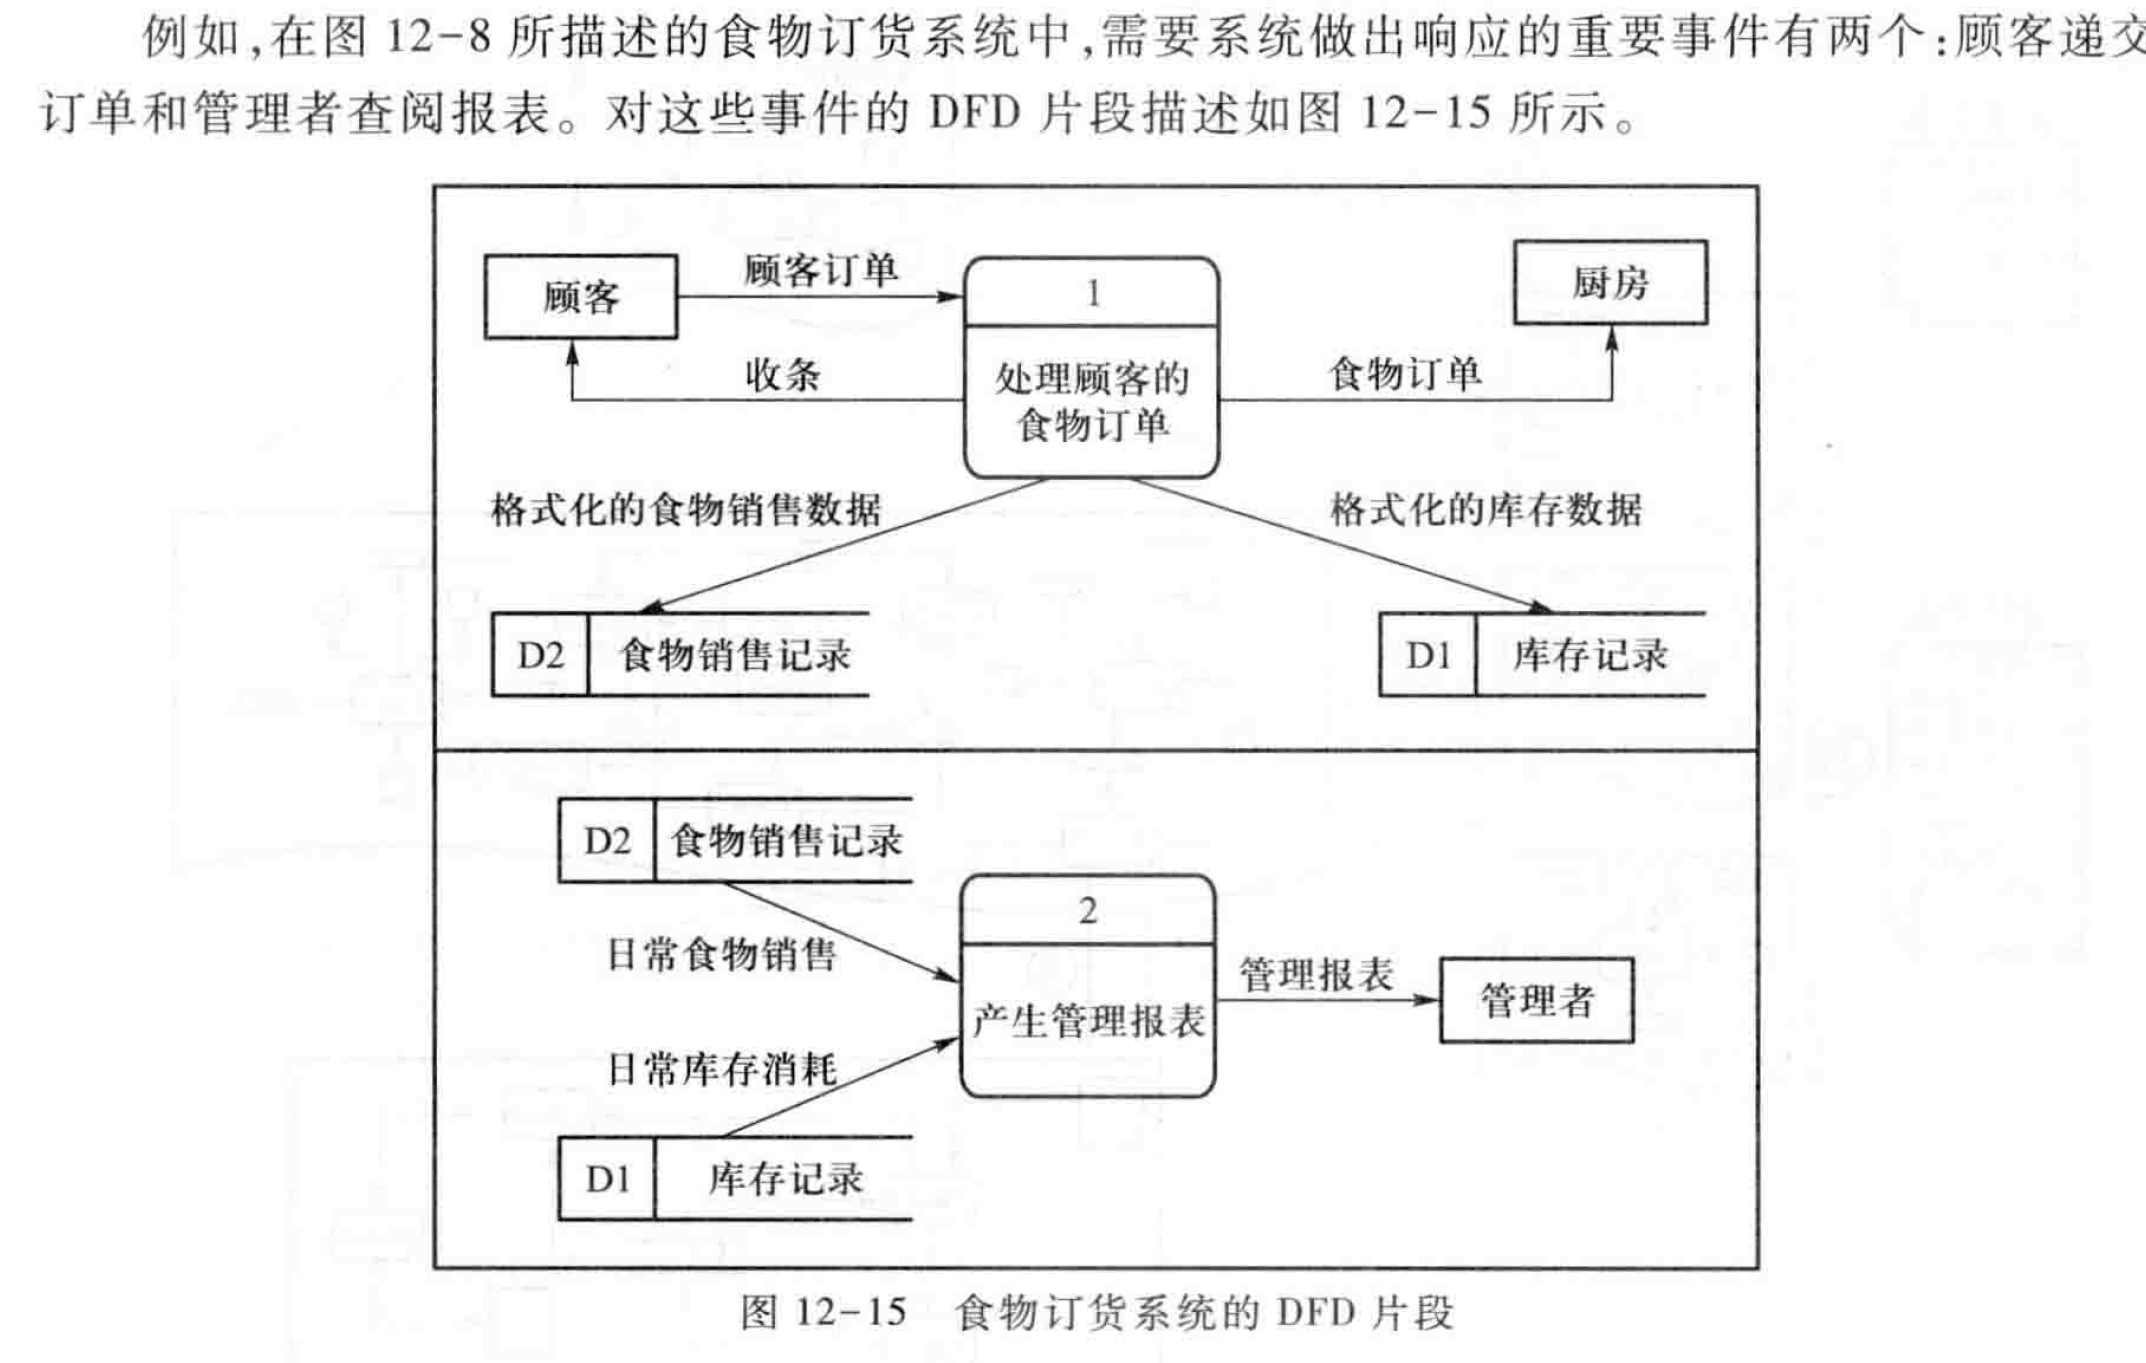 例如,在图 12-8 所描述的食物订货系统中,需要系统做出响应的重要事件有两个:顾客递交
订单和管理者查阅报表。对这些事件的 DFD 片段描述如图 12-15 所示。
顾客
顾客订单
1
厨房
收条
处理顾客的
食物订单
食物订单
格式化的食物销售数据
格式化的库存数据
D2 食物销售记录
D1 库存记录
D2 食物销售记录
2
日常食物销售
产生管理报表
管理报表
管理者
日常库存消耗
D1 库存记录
图 12-15 食物订货系统的 DFD 片段